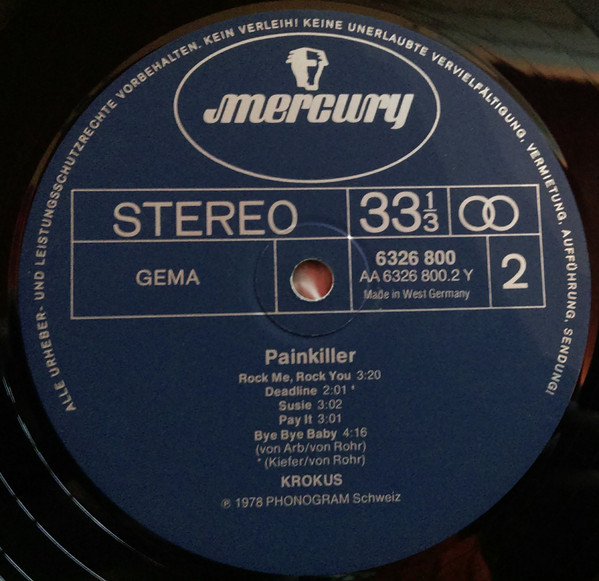 ALLE URHEBER- UND LEISTUNGSSCHUTZRECHTE VORBEHALTEN. KEIN VERLEIH! KEINE UNERLAUBTE VERVIELFÄLTIGUNG, VERMIETUNG, AUFFÜHRUNG, SENDUNG!
mercury
STEREO
33 1/3
GEMA
6326 800
AA 6326 800.2 Y
Made in West Germany
2
Painkiller
Rock Me, Rock You 3:20
Deadline 2:01 *
Susie 3:02
Pay It 3:01
Bye Bye Baby 4:16
(von Arb/von Rohr)
* (Kiefer/von Rohr)
KROKUS
℗ 1978 PHONOGRAM Schweiz